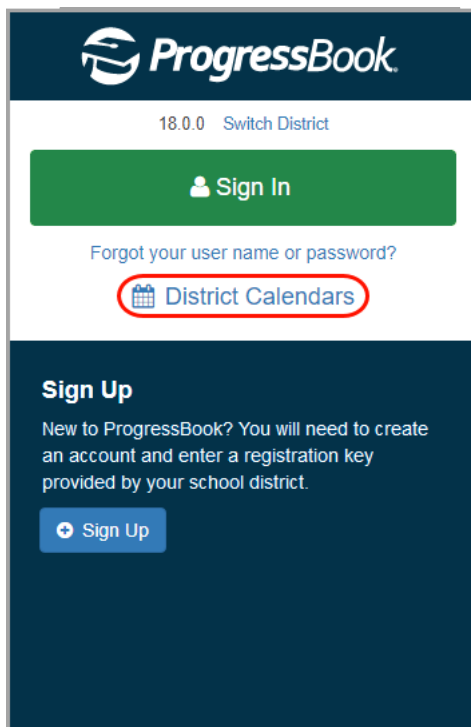 ProgressBook
18.0.0 Switch District
Sign In
Forgot your user name or password?
District Calendars
Sign Up
New to ProgressBook? You will need to create
an account and enter a registration key
provided by your school district.
Sign Up